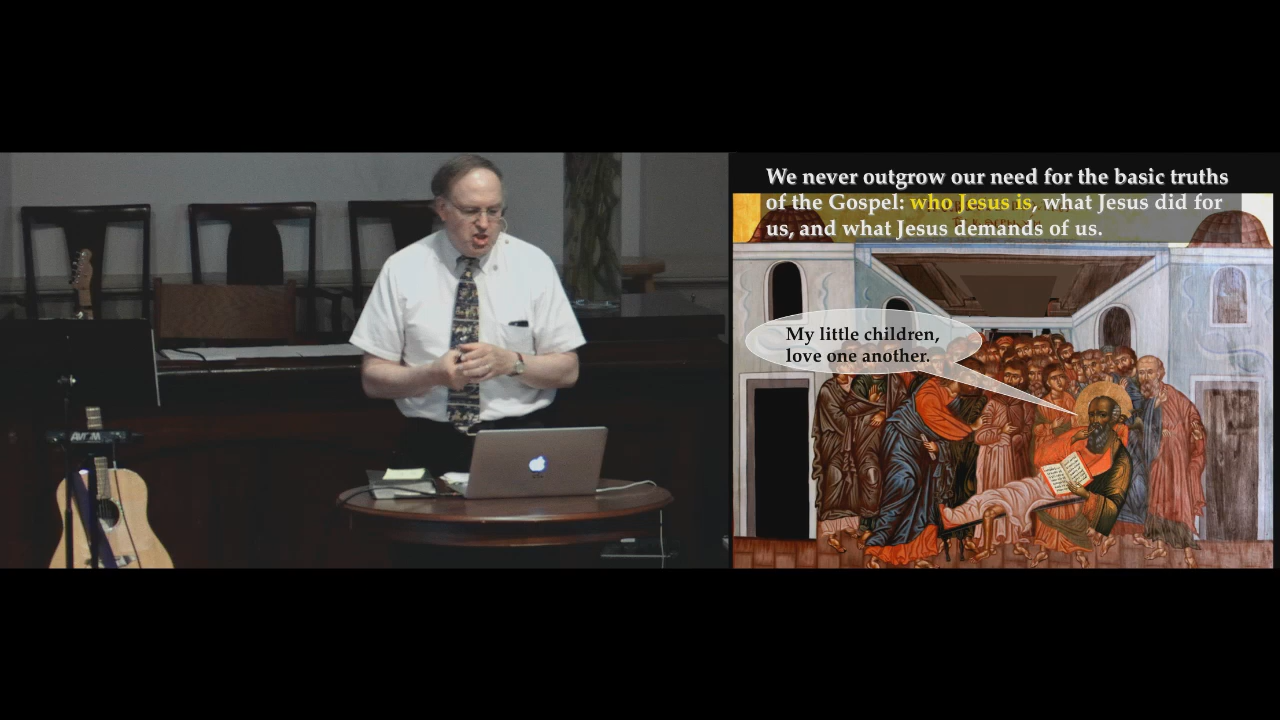 We never outgrow our need for the basic truths
of the Gospel: who Jesus is, what Jesus did for
us, and what Jesus demands of us.
My little children,
love one another.